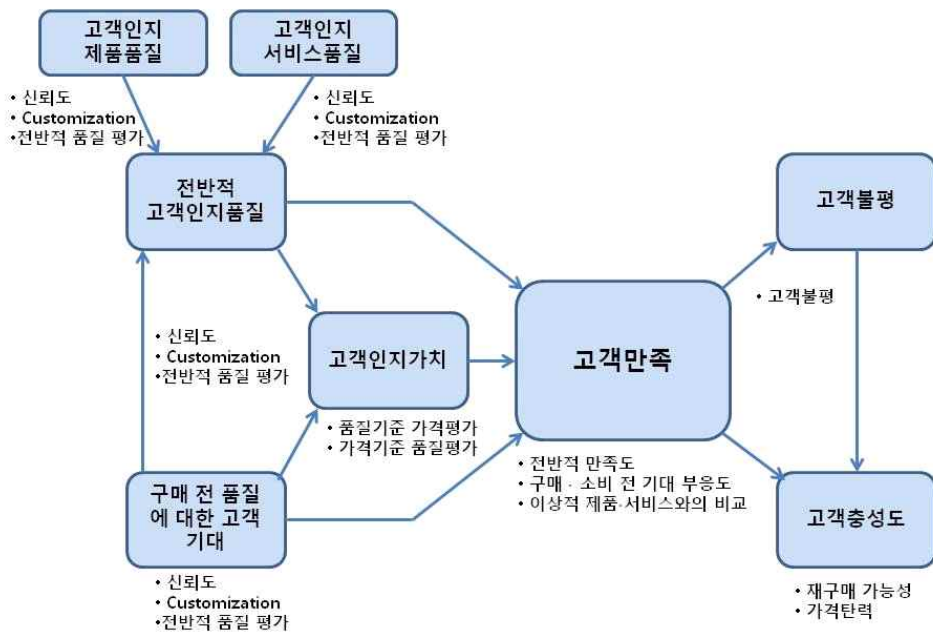 고객인지
제품품질
고객인지
서비스품질
• 신뢰도
• Customization
•전반적 품질 평가
• 신뢰도
• Customization
•전반적 품질 평가
전반적
고객인지품질
고객불평
• 고객불평
• 신뢰도
• Customization
•전반적 품질 평가
고객인지가치
고객만족
• 품질기준 가격평가
• 가격기준 품질평가
• 전반적 만족도
• 구매 · 소비 전 기대 부응도
• 이상적 제품·서비스와의 비교
구매 전 품질
에 대한 고객
기대
고객충성도
• 신뢰도
• Customization
•전반적 품질 평가
• 재구매 가능성
• 가격탄력